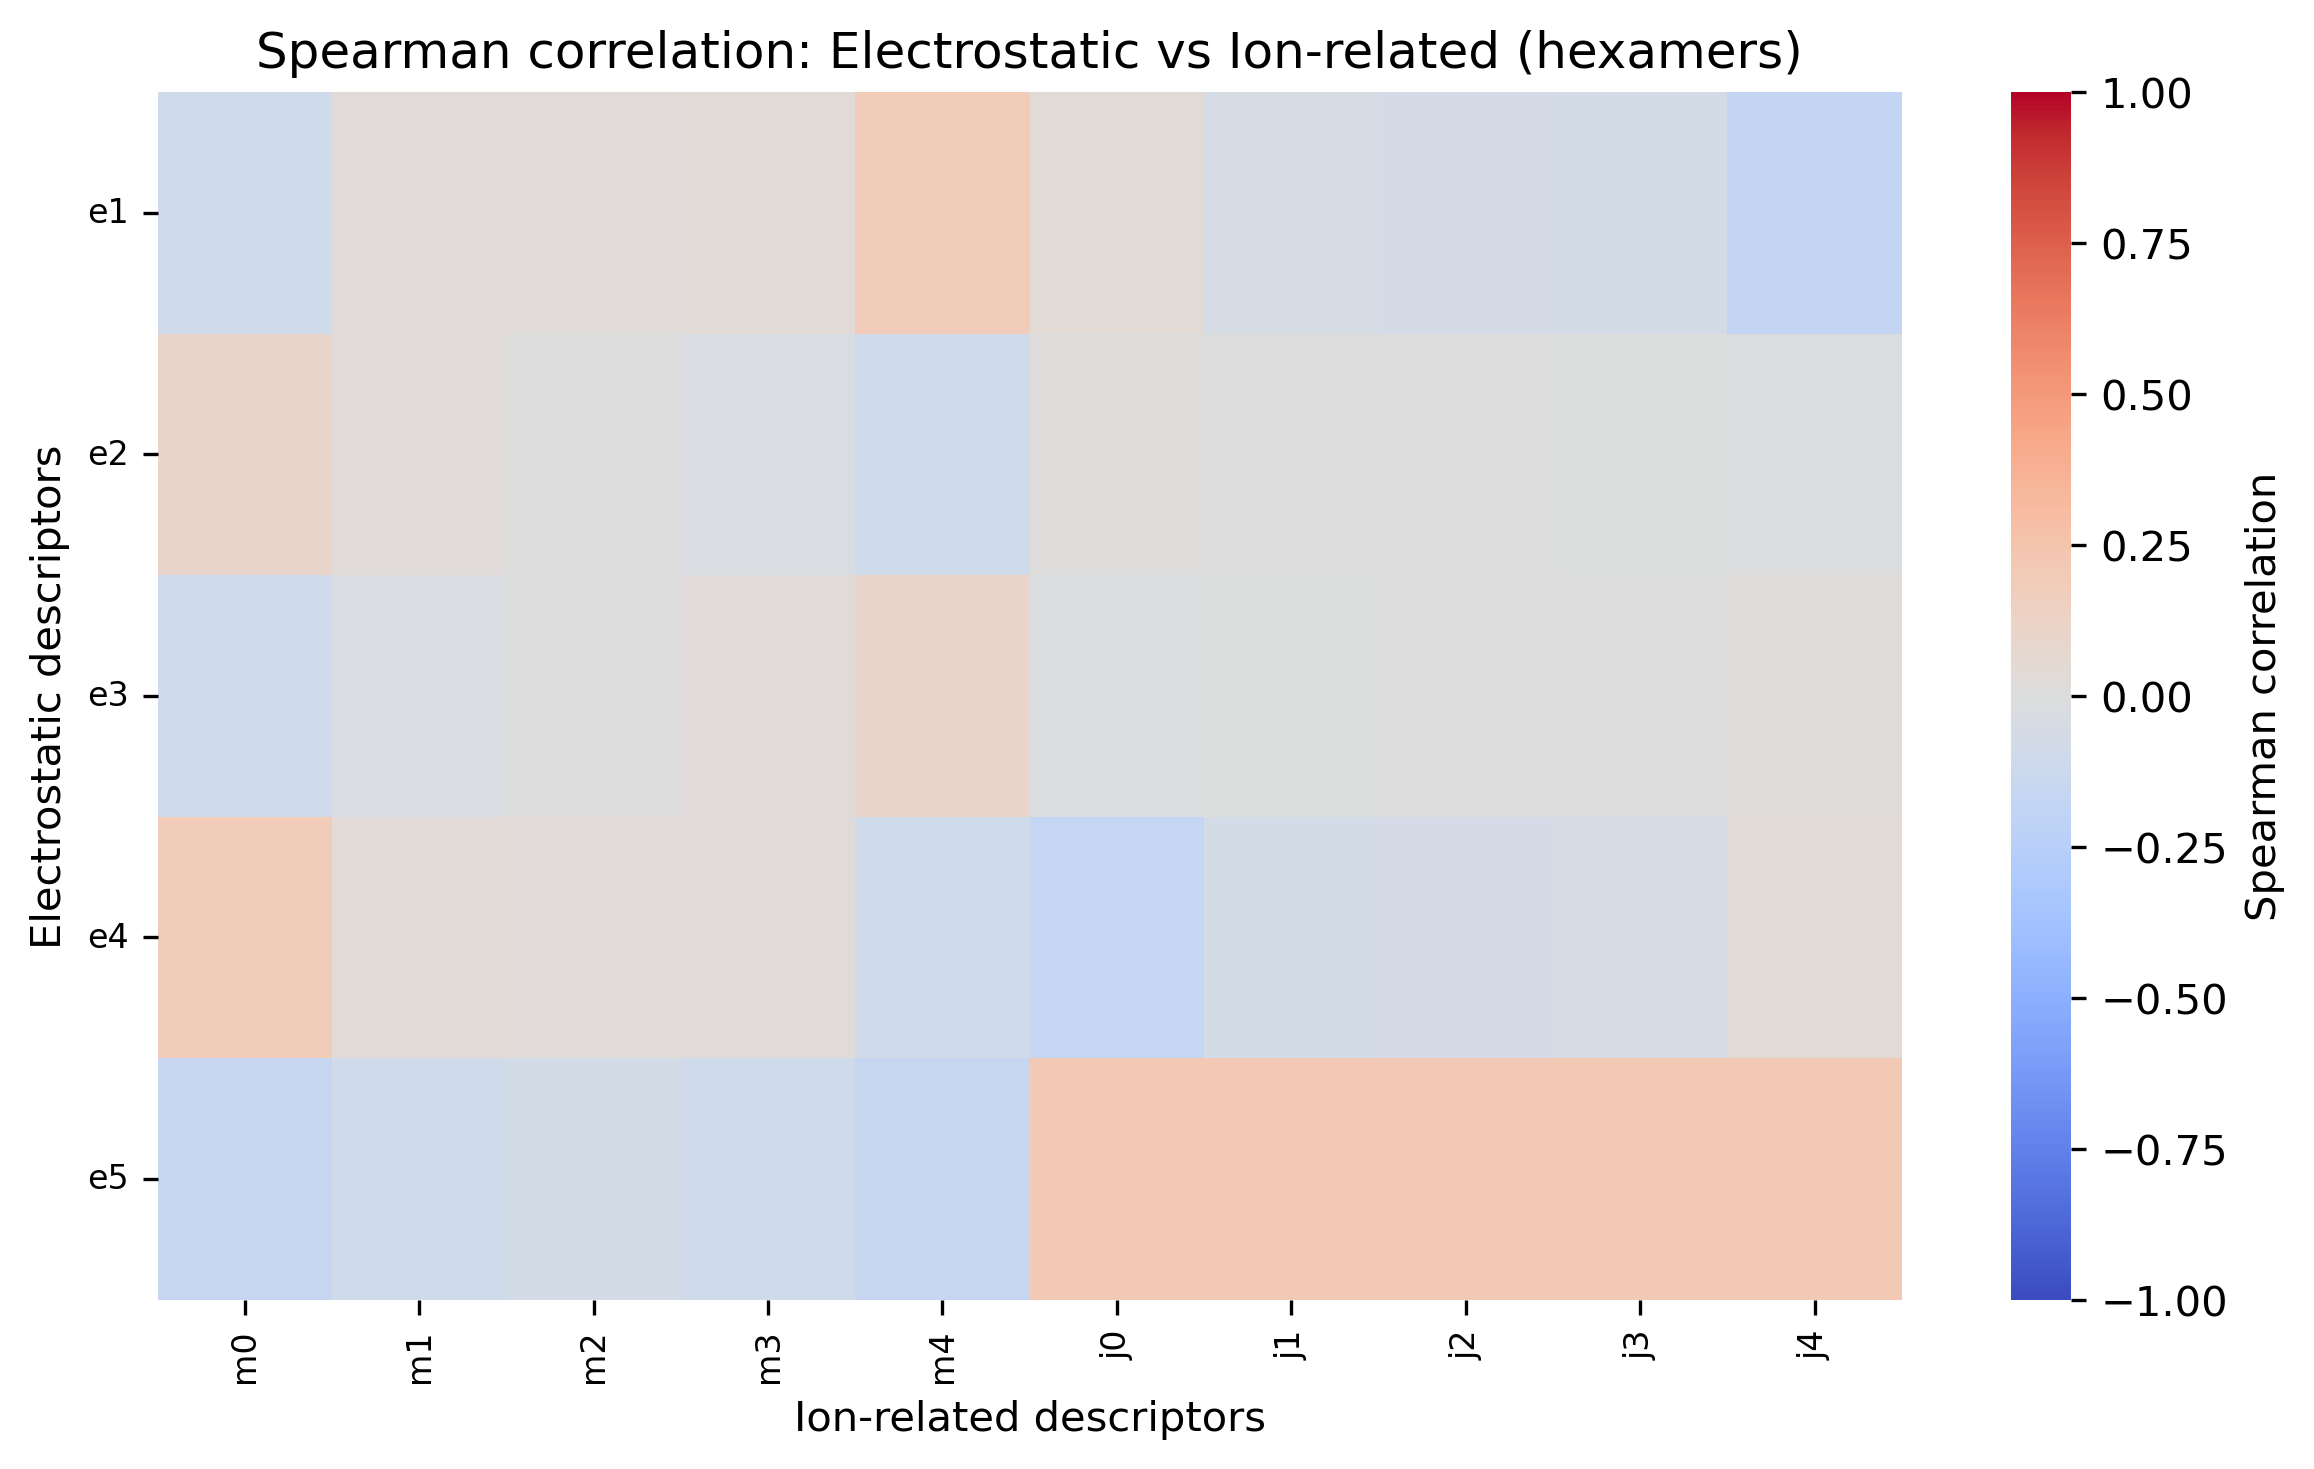 Spearman correlation: Electrostatic vs Ion-related (hexamers)
Electrostatic descriptors
e1
e2
e3
e4
e5
m0
m1
m2
m3
m4
j0
j1
j2
j3
j4
Ion-related descriptors
1.00
0.75
0.50
0.25
0.00
−0.25
−0.50
−0.75
−1.00
Spearman correlation